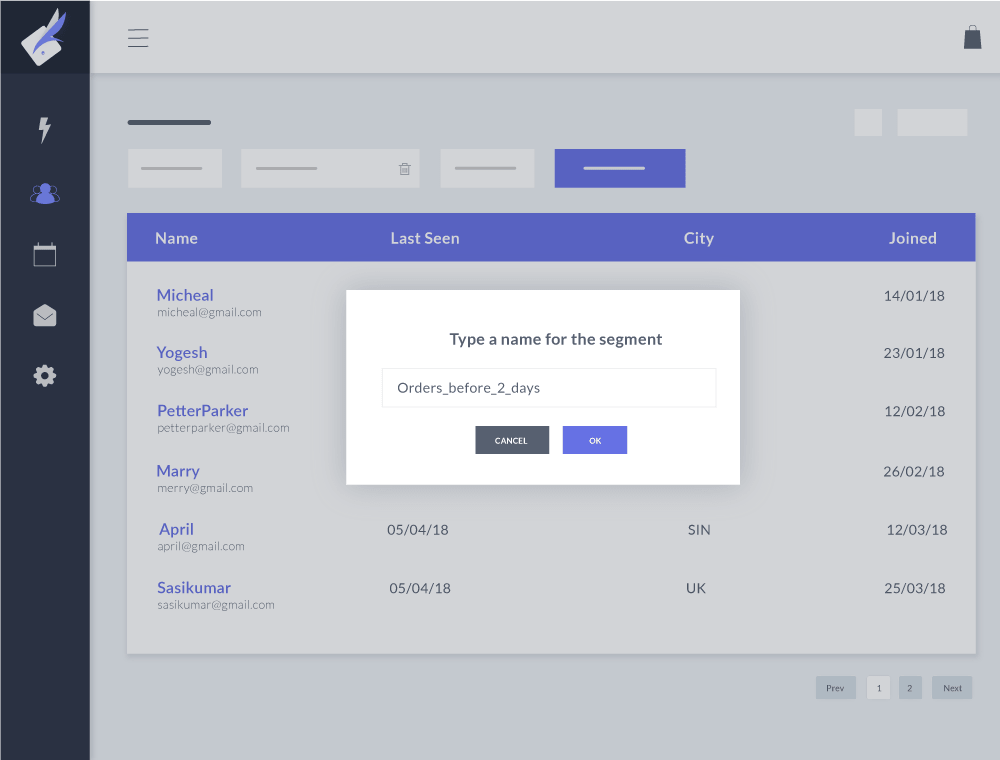 Name Last Seen City Joined
Micheal 14/01/18
micheal@gmail.com
Yogesh 23/01/18
yogesh@gmail.com
PetterParker 12/02/18
petterparker@gmail.com
Marry 26/02/18
merry@gmail.com
April 05/04/18 SIN 12/03/18
april@gmail.com
Sasikumar 05/04/18 UK 25/03/18
sasikumar@gmail.com
Type a name for the segment
Orders_before_2_days
CANCEL OK
Prev 1 2 Next